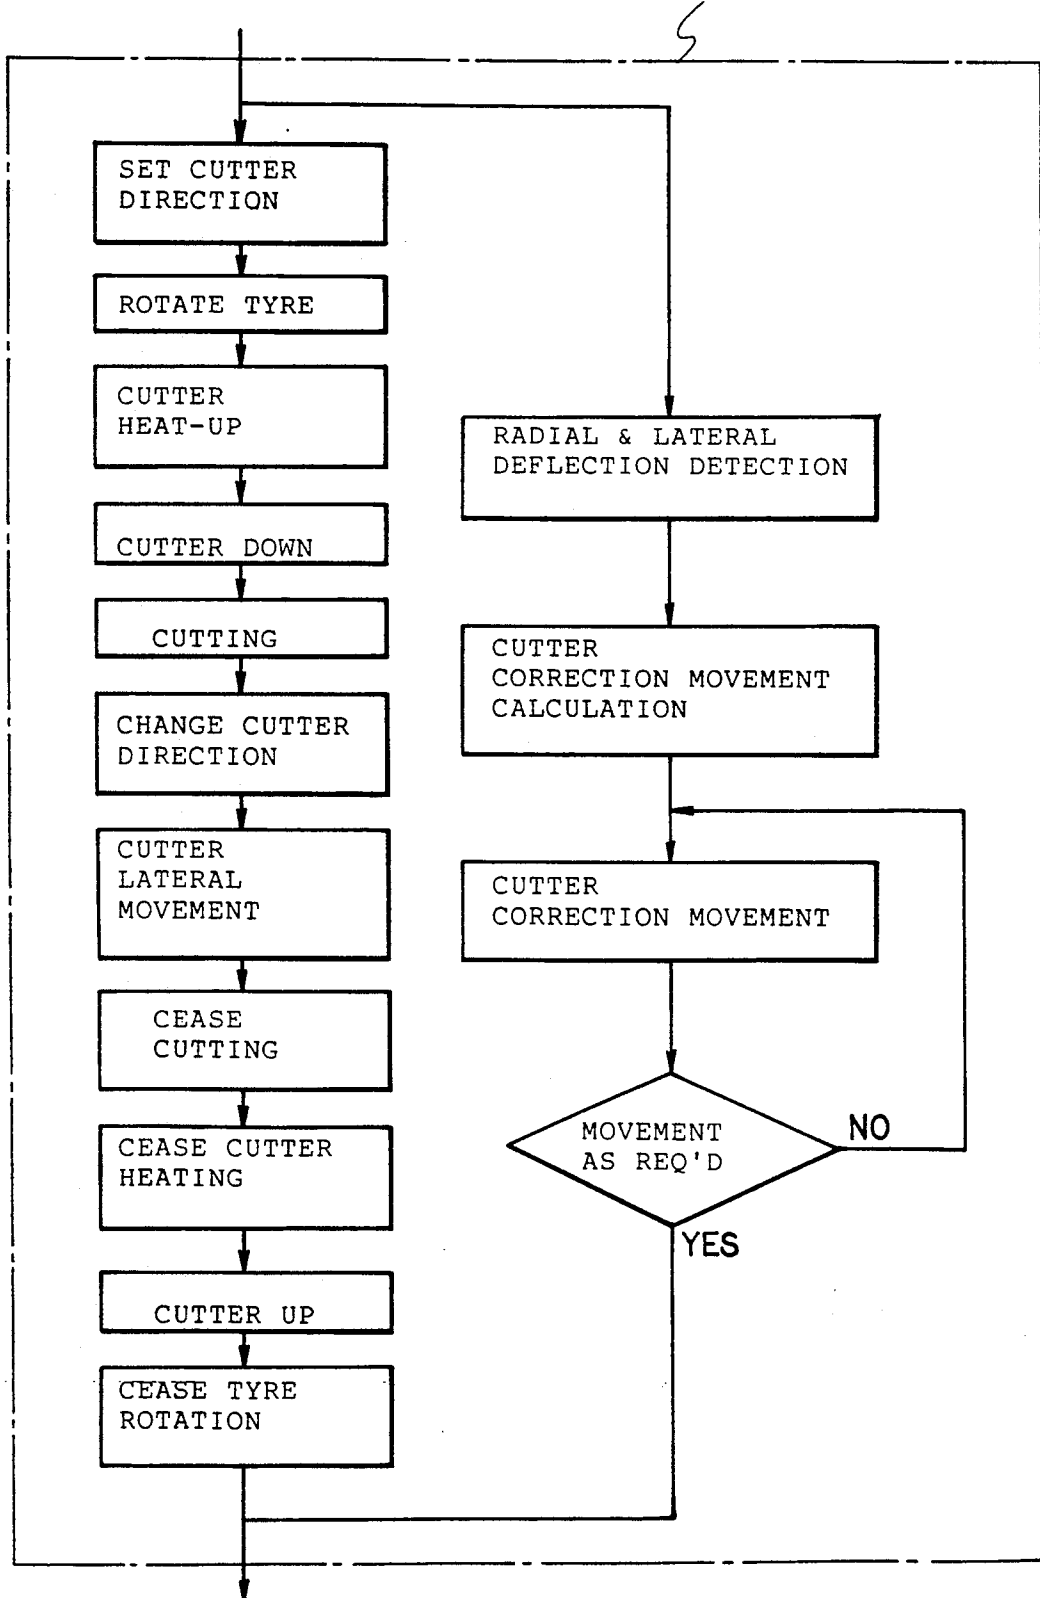 SET CUTTER
DIRECTION
ROTATE TYRE
CUTTER
HEAT-UP
CUTTER DOWN
CUTTING
CHANGE CUTTER
DIRECTION
CUTTER
LATERAL
MOVEMENT
CEASE
CUTTING
CEASE CUTTER
HEATING
CUTTER UP
CEASE TYRE
ROTATION
RADIAL & LATERAL
DEFLECTION DETECTION
CUTTER
CORRECTION MOVEMENT
CALCULATION
CUTTER
CORRECTION MOVEMENT
MOVEMENT
AS REQ'D
NO
YES